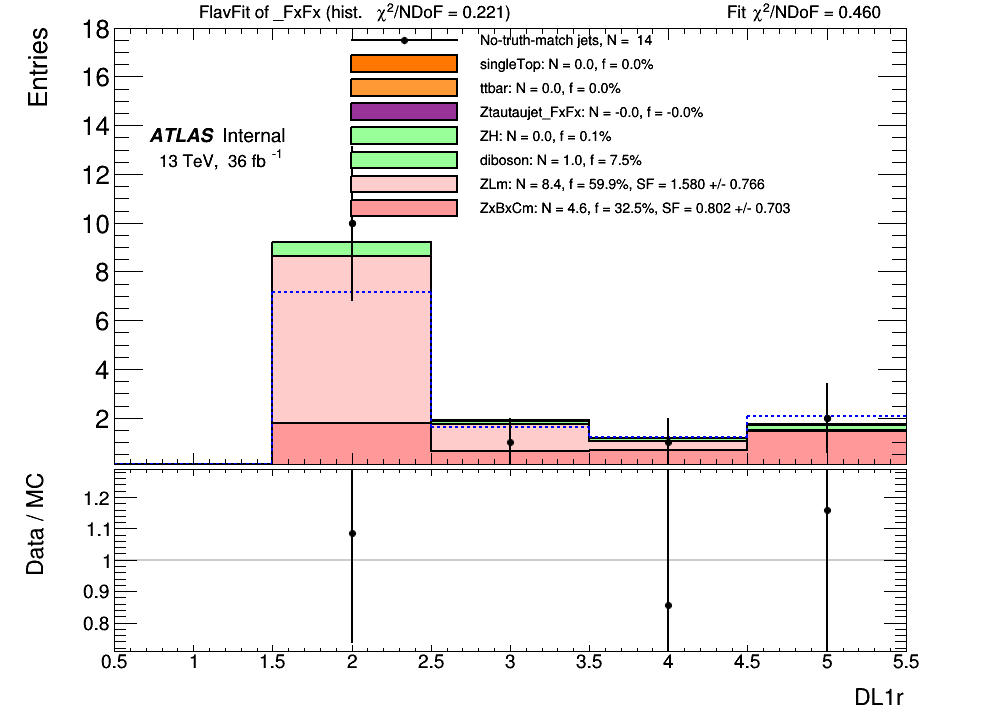 FlavFit of _FxFx (hist. χ²/NDoF = 0.221) Fit χ²/NDoF = 0.460
Entries
18
16
14
12
10
8
6
4
2
No-truth-match jets, N = 14
singleTop: N = 0.0, f = 0.0%
ttbar: N = 0.0, f = 0.0%
Ztautaujet_FxFx: N = -0.0, f = -0.0%
ZH: N = 0.0, f = 0.1%
diboson: N = 1.0, f = 7.5%
ZLm: N = 8.4, f = 59.9%, SF = 1.580 +/- 0.766
ZxBxCm: N = 4.6, f = 32.5%, SF = 0.802 +/- 0.703
ATLAS Internal
13 TeV, 36 fb⁻¹
Data / MC
1.2
1.1
1
0.9
0.8
0.5 1 1.5 2 2.5 3 3.5 4 4.5 5 5.5
DL1r